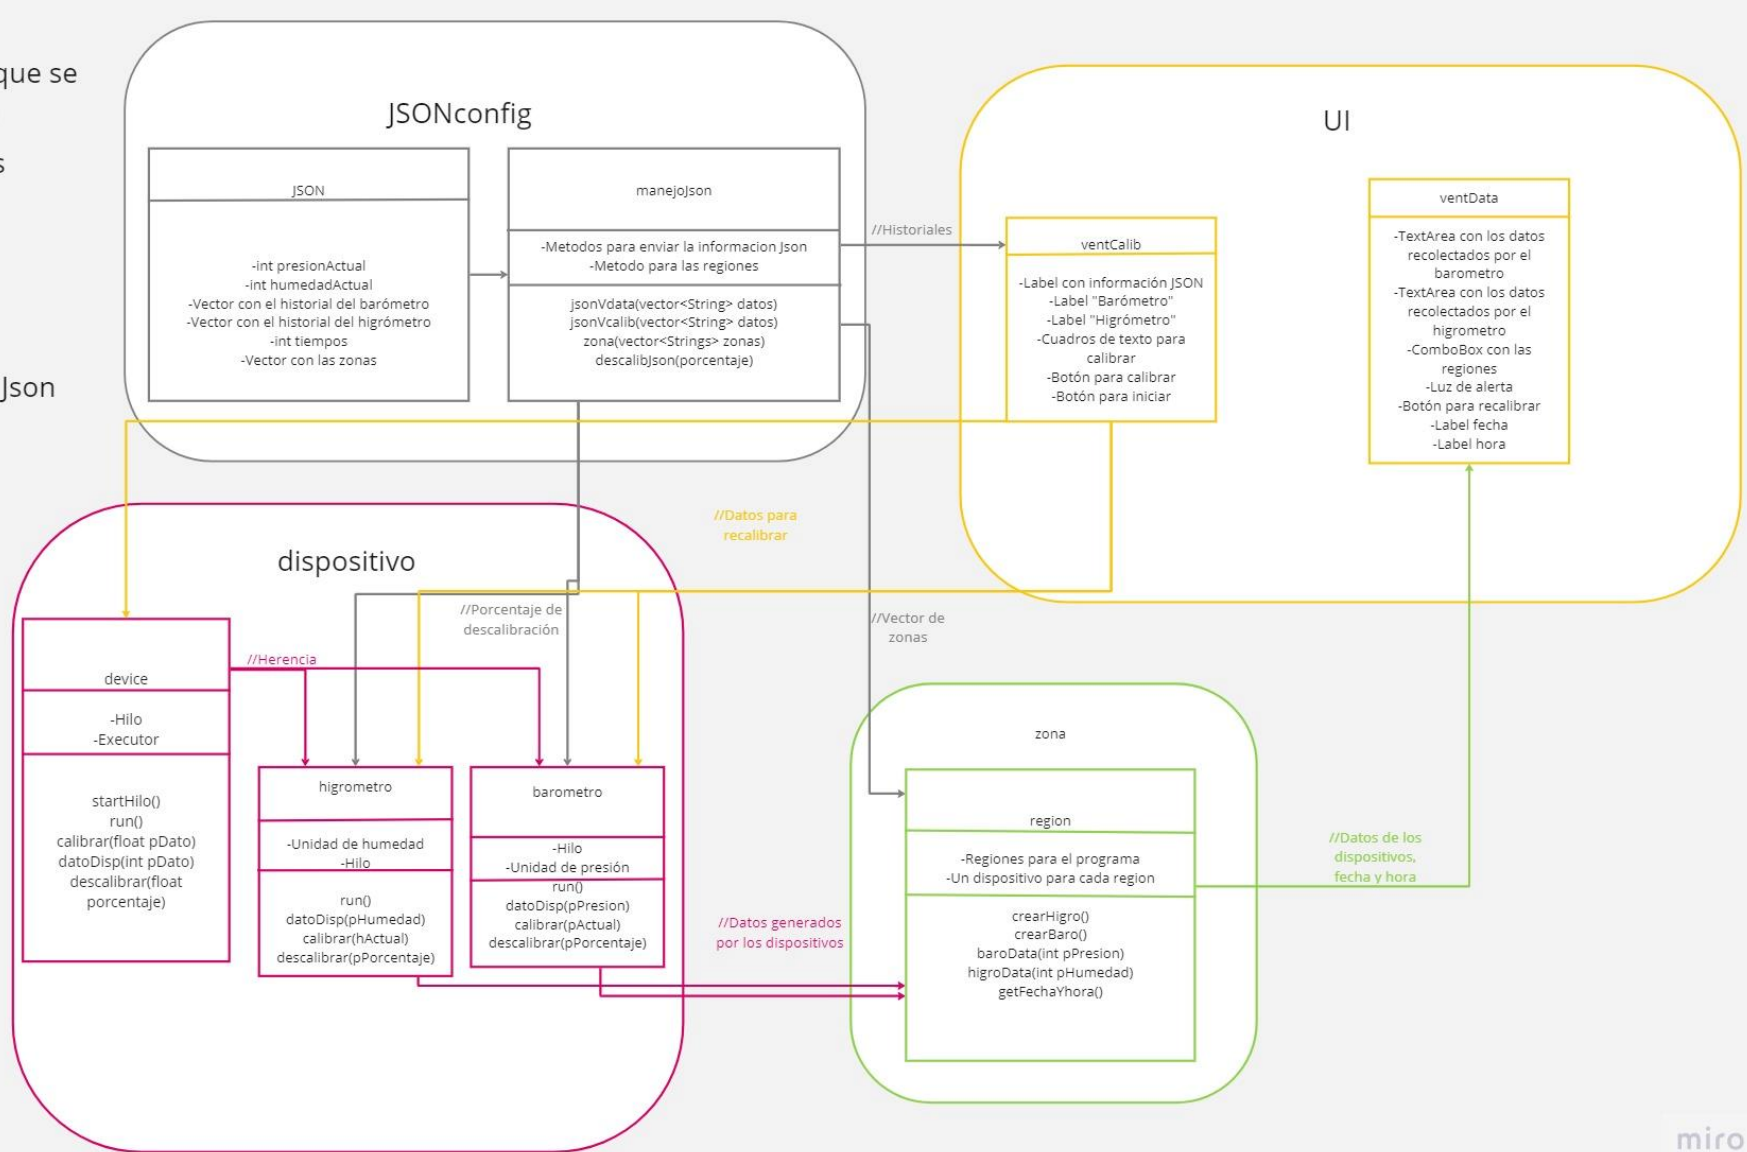 que se
s
Json
JSONconfig
JSON
-int presionActual
-int humedadActual
-Vector con el historial del barómetro
-Vector con el historial del higrómetro
-int tiempos
-Vector con las zonas
manejoJson
-Metodos para enviar la informacion Json
-Metodo para las regiones
jsonVdata(vector<String> datos)
jsonVcalib(vector<String> datos)
zona(vector<Strings> zonas)
descalibJson(porcentaje)
//Historiales
UI
ventCalib
-Label con información JSON
-Label "Barómetro"
-Label "Higrómetro"
-Cuadros de texto para
calibrar
-Botón para calibrar
-Botón para iniciar
ventData
-TextArea con los datos
recolectados por el
barometro
-TextArea con los datos
recolectados por el
higrometro
-ComboBox con las
regiones
-Luz de alerta
-Botón para recalibrar
-Label fecha
-Label hora
//Datos para
recalibrar
dispositivo
//Porcentaje de
descalibración
//Vector de
zonas
//Herencia
device
-Hilo
-Executor
startHilo()
run()
calibrar(float pDato)
datoDisp(int pDato)
descalibrar(float
porcentaje)
higrometro
-Unidad de humedad
-Hilo
run()
datoDisp(pHumedad)
calibrar(hActual)
descalibrar(pPorcentaje)
barometro
-Hilo
-Unidad de presión
run()
datoDisp(pPresion)
calibrar(pActual)
descalibrar(pPorcentaje)
//Datos generados
por los dispositivos
zona
region
-Regiones para el programa
-Un dispositivo para cada region
crearHigro()
crearBaro()
baroData(int pPresion)
higroData(int pHumedad)
getFechaYhora()
//Datos de los
dispositivos,
fecha y hora
miro